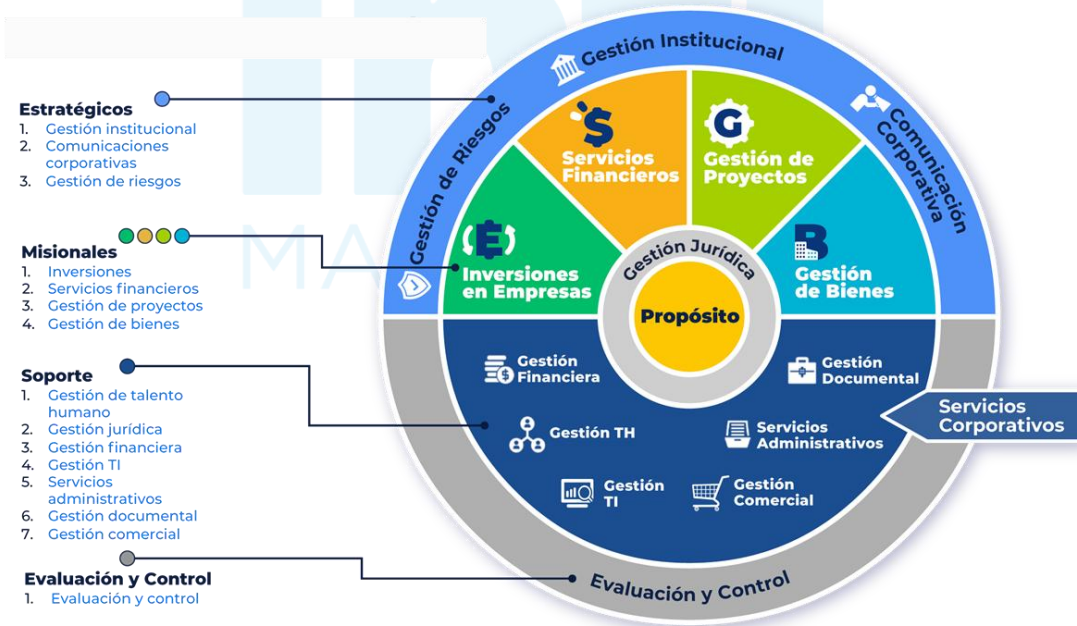 Estratégicos
1. Gestión institucional
2. Comunicaciones
corporativas
3. Gestión de riesgos
Misionales
1. Inversiones
2. Servicios financieros
3. Gestión de proyectos
4. Gestión de bienes
Soporte
1. Gestión de talento
humano
2. Gestión jurídica
3. Gestión financiera
4. Gestión TI
5. Servicios
administrativos
6. Gestión documental
7. Gestión comercial
Evaluación y Control
1. Evaluación y control
Gestión de Riesgos
Gestión Institucional
Comunicación
Corporativa
Inversiones
en Empresas
Servicios
Financieros
G
Gestión de
Proyectos
B
Gestión
de Bienes
Gestión Jurídica
Propósito
Gestión
Financiera
Gestión
Documental
Gestión TH
Servicios
Administrativos
Gestión
TI
Gestión
Comercial
Servicios
Corporativos
Evaluación y Control